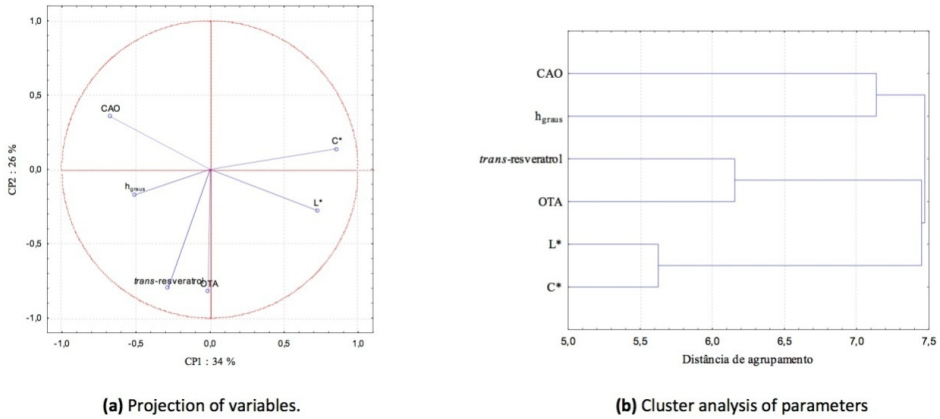 1,0
0,5
0,0
-0,5
-1,0
-1,0
-0,5
0,0
0,5
1,0
CP2 : 26 %
CP1 : 34 %
CAO
C*
hgraus
L*
trans-resveratrol
OTA
(a) Projection of variables.
CAO
hgraus
trans-resveratrol
OTA
L*
C*
5,0
5,5
6,0
6,5
7,0
7,5
Distância de agrupamento
(b) Cluster analysis of parameters